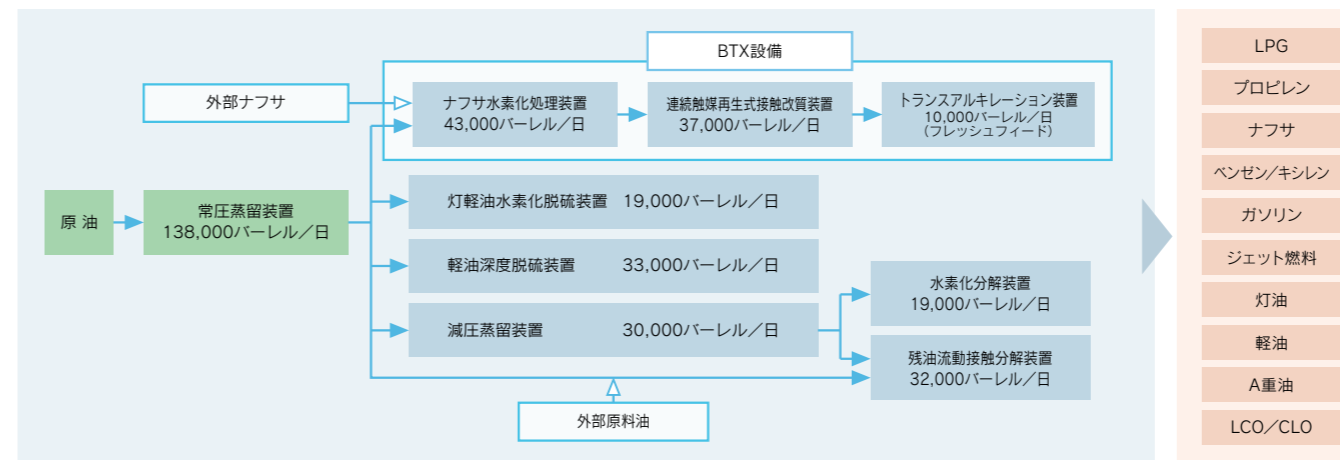 BTX設備
外部ナフサ
ナフサ水素化処理装置
43,000バーレル／日
連続触媒再生式接触改質装置
37,000バーレル／日
トランスアルキレーション装置
10,000バーレル／日
（フレッシュフィード）
原油
常圧蒸留装置
138,000バーレル／日
灯軽油水素化脱硫装置 19,000バーレル／日
軽油深度脱硫装置 33,000バーレル／日
減圧蒸留装置 30,000バーレル／日
水素化分解装置
19,000バーレル／日
残油流動接触分解装置
32,000バーレル／日
外部原料油
LPG
プロピレン
ナフサ
ベンゼン／キシレン
ガソリン
ジェット燃料
灯油
軽油
A重油
LCO／CLO